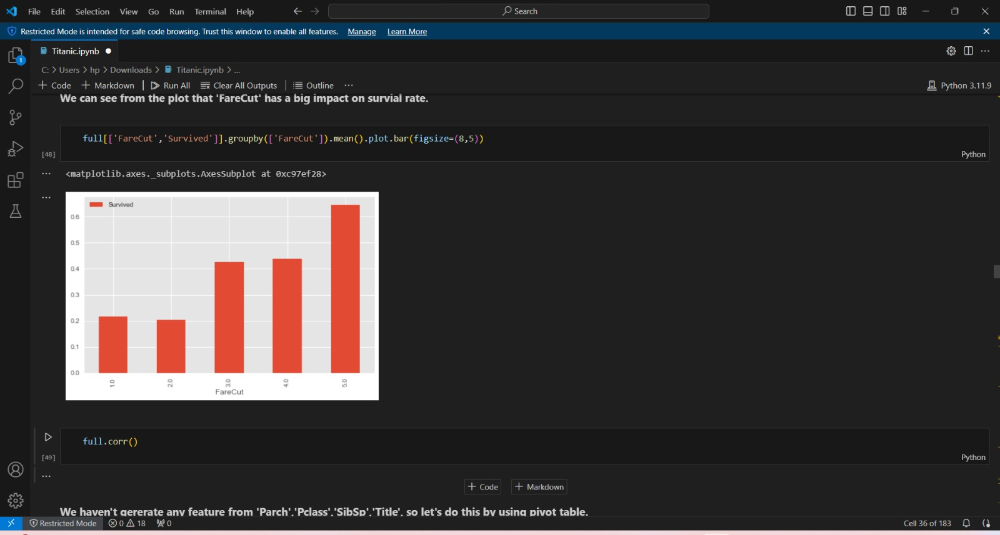 File Edit Selection View Go Run Terminal Help Search
Restricted Mode is intended for safe code browsing. Trust this window to enable all features. Manage Learn More
1
Titanic.ipynb
C: > Users > hp > Downloads > Titanic.ipynb > ...
+ Code + Markdown Run All Clear All Outputs Outline ... Python 3.11.9
We can see from the plot that 'FareCut' has a big impact on survial rate.
full[['FareCut','Survived']].groupby(['FareCut']).mean().plot.bar(figsize=(8,5))
[48] Python
... <matplotlib.axes._subplots.AxesSubplot at 0xc97ef28>
...
Survived
0.6
0.5
0.4
0.3
0.2
0.1
0.0
1.0 2.0 3.0 4.0 5.0
FareCut
full.corr()
[49] Python
...
+ Code + Markdown
We haven't gererate any feature from 'Parch','Pclass','SibSp','Title', so let's do this by using pivot table.
Restricted Mode 0 18 0 Cell 36 of 183